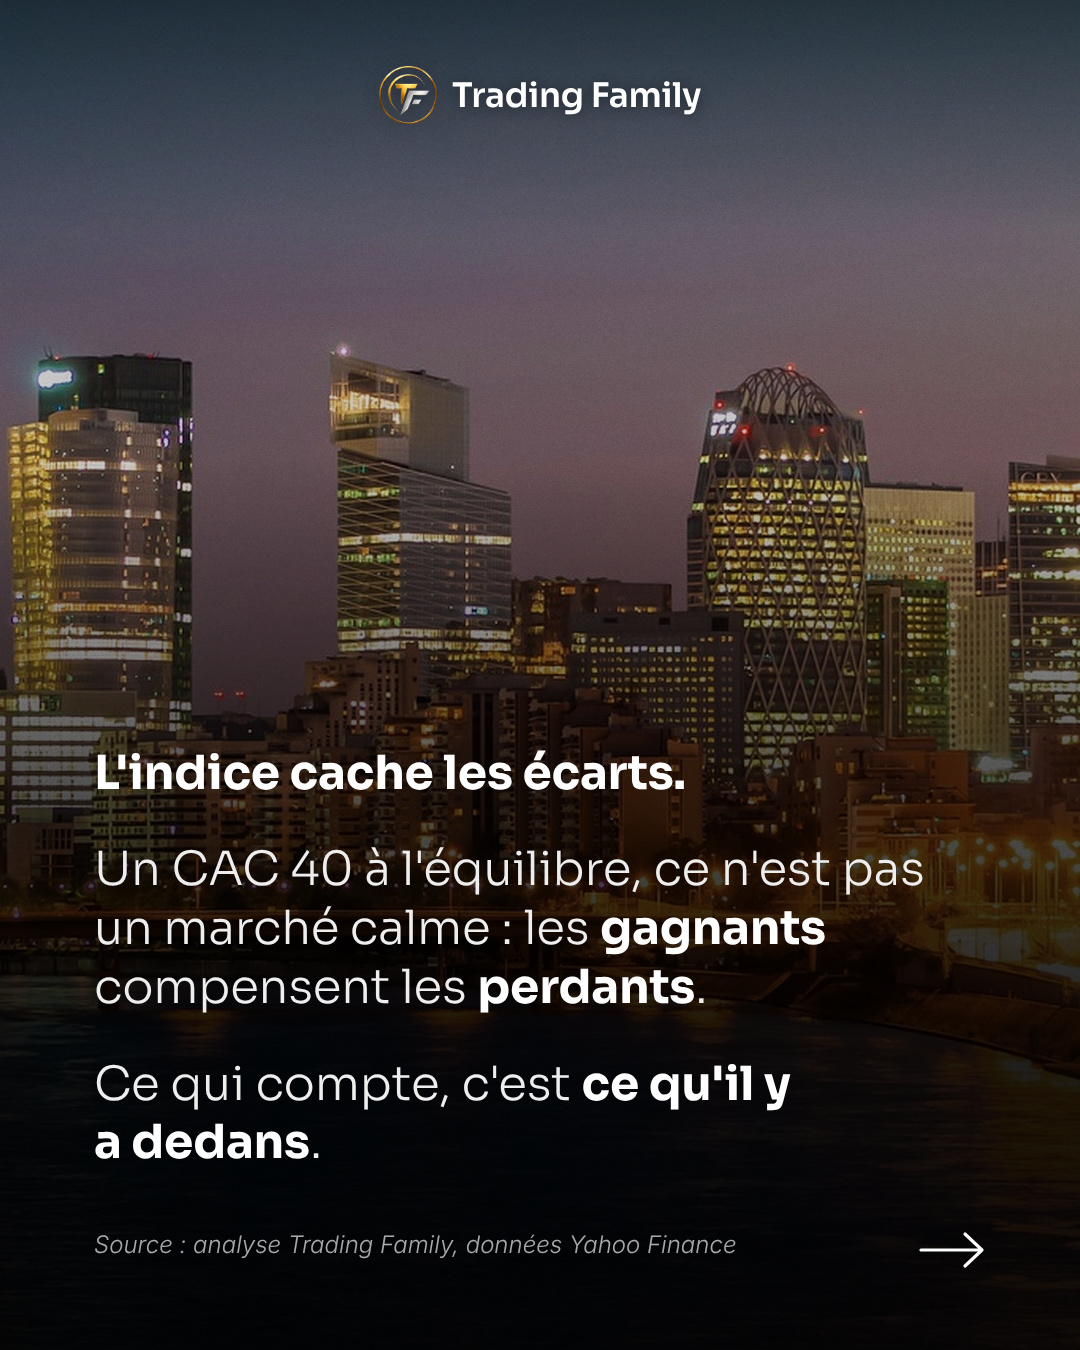 Trading Family
L'indice cache les écarts.
Un CAC 40 à l'équilibre, ce n'est pas
un marché calme : les gagnants
compensent les perdants.
Ce qui compte, c'est ce qu'il y
a dedans.
Source : analyse Trading Family, données Yahoo Finance